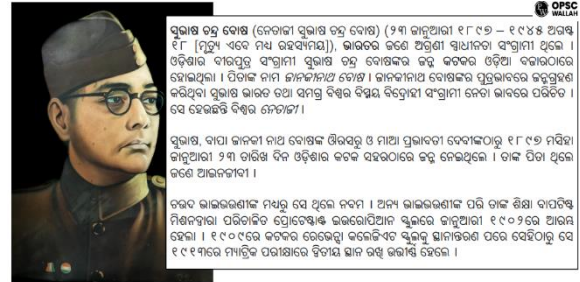 OPSC
WALLAH
ସୁଭାଷ ଚନ୍ଦ୍ର ବୋଷ (ନେତାଜୀ ସୁଭାଷ ଚନ୍ଦ୍ର ବୋଷ) (୨୩ ଜାନୁଆରୀ ୧୮୯୭ – ୧୯୪୫ ଅଗଷ୍ଟ
୧୮ [ମୃତ୍ୟୁ ଏବେ ମଧ୍ୟ ରହସ୍ୟମୟ]), ଭାରତର ଜଣେ ଅଗ୍ରଣୀ ସ୍ୱାଧୀନତା ସଂଗ୍ରାମୀ ଥିଲେ ।
ଓଡ଼ିଶାର ବୀରପୁତ୍ର ସଂଗ୍ରାମୀ ସୁଭାଷ ଚନ୍ଦ୍ର ବୋଷଙ୍କର ଜନ୍ମ କଟକର ଓଡ଼ିଆ ବଜାରଠାରେ
ହୋଇଥିଲା । ପିତାଙ୍କ ନାମ ଜାନକୀନାଥ ବୋଷ । ଜାନକୀନାଥ ବୋଷଙ୍କର ପୁତ୍ରଭାବରେ ଜନ୍ମଗ୍ରହଣ
କରିଥିବା ସୁଭାଷ ଭାରତ ତଥା ସମଗ୍ର ବିଶ୍ୱର ବିସ୍ମୟ ବିଦ୍ରୋହୀ ସଂଗ୍ରାମୀ ନେତା ଭାବରେ ପରିଚିତ ।
ସେ ହେଉଛନ୍ତି ବିଶ୍ୱର ନେତାଜୀ ।
ସୁଭାଷ, ବାପା ଜାନକୀ ନାଥ ବୋଷଙ୍କ ଔରସରୁ ଓ ମାଆ ପ୍ରଭାବତୀ ଦେବୀଙ୍କଠାରୁ ୧୮୯୭ ମସିହା
ଜାନୁଆରୀ ୨୩ ତାରିଖ ଦିନ ଓଡ଼ିଶାର କଟକ ସହରଠାରେ ଜନ୍ମ ନେଇଥିଲେ । ତାଙ୍କ ପିତା ଥିଲେ
ଜଣେ ଆଇନଜୀବୀ ।
ଚଉଦ ଭାଇଭଉଣୀଙ୍କ ମଧ୍ୟରୁ ସେ ଥିଲେ ନବମ । ଅନ୍ୟ ଭାଇଭଉଣୀଙ୍କ ପରି ତାଙ୍କ ଶିକ୍ଷା ବାପଟିଷ୍ଟ
ମିଶନଦ୍ୱାରା ପରିଚାଳିତ ପ୍ରୋଟେଷ୍ଟାଣ୍ଟ ଇଉରୋପିଆନ ସ୍କୁଲରେ ଜାନୁଆରୀ ୧୯୦୨ରେ ଆରମ୍ଭ
ହେଲା । ୧୯୦୯ରେ କଟକର ରେଭେନ୍ସା କଲେଜିଏଟ ସ୍କୁଲକୁ ସ୍ଥାନାନ୍ତରଣ ପରେ ସେହିଠାରୁ ସେ
୧୯୧୩ରେ ମ୍ୟାଟ୍ରିକ ପରୀକ୍ଷାରେ ଦ୍ୱିତୀୟ ସ୍ଥାନ ରଖି ଉତ୍ତୀର୍ଣ୍ଣ ହେଲେ ।